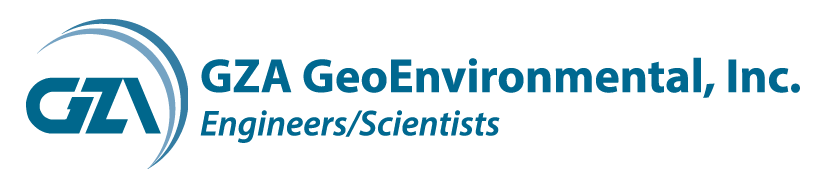 GZA
GZA GeoEnvironmental, Inc.
Engineers/Scientists